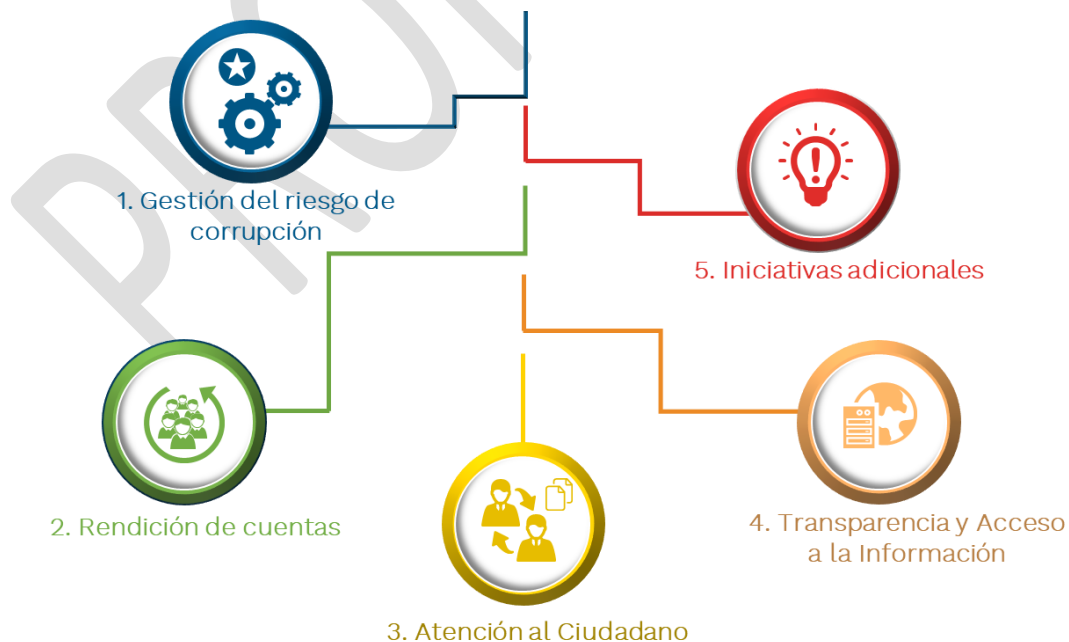 1. Gestión del riesgo de
corrupción
5. Iniciativas adicionales
2. Rendición de cuentas
4. Transparencia y Acceso
a la Información
3. Atención al Ciudadano